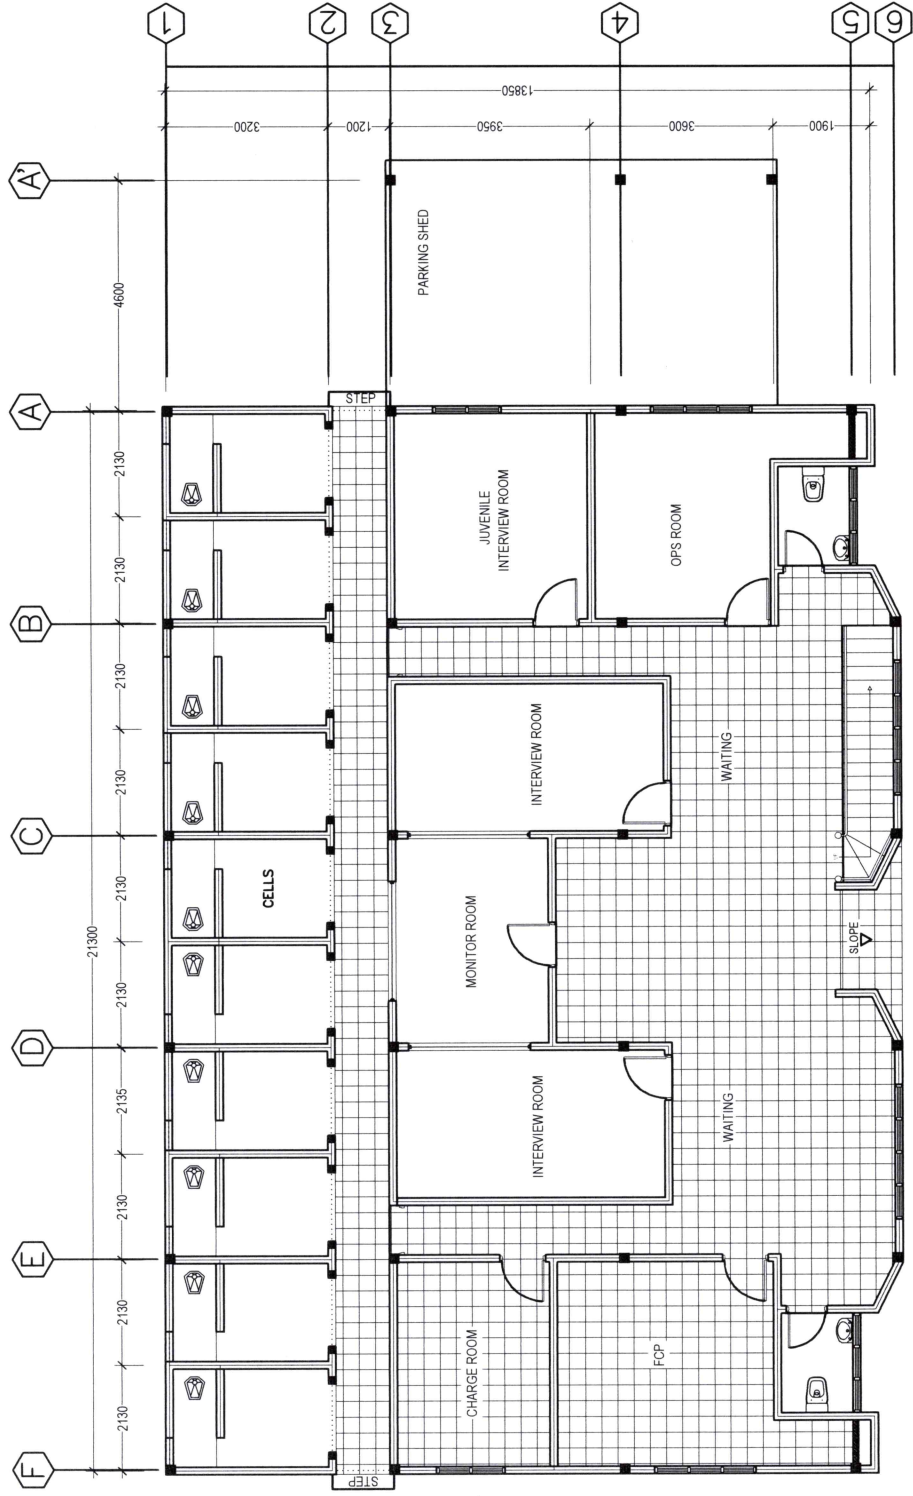 1
2
3
4
5
6
13850
3200
1200
3950
3600
1900
A'
4600
PARKING SHED
A
STEP
2130
JUVENILE
INTERVIEW ROOM
OPS ROOM
2130
B
2130
INTERVIEW ROOM
WAITING
2130
C
21300
2130
CELLS
MONITOR ROOM
SLOPE
2130
D
2135
INTERVIEW ROOM
WAITING
2130
E
2130
CHARGE ROOM
FCP
2130
F
STEP